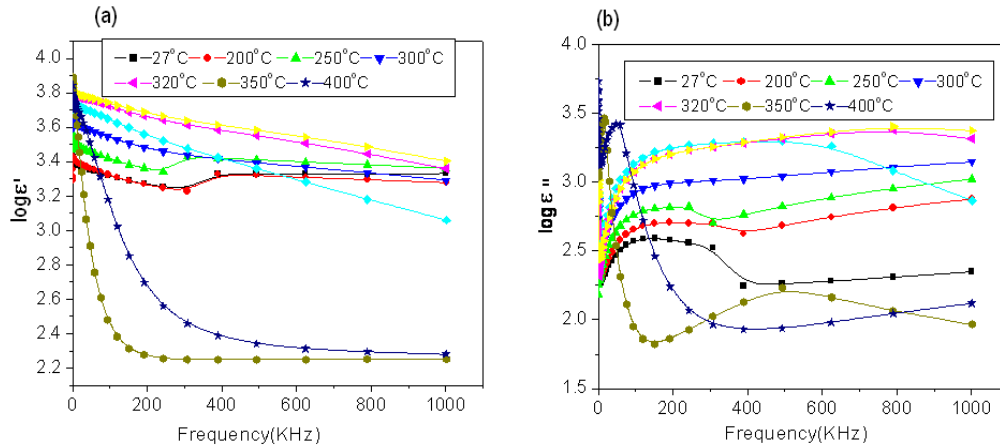 (a)
27°C 200°C 250°C 300°C
320°C 350°C 400°C
logε'
4.0
3.8
3.6
3.4
3.2
3.0
2.8
2.6
2.4
2.2
0 200 400 600 800 1000
Frequency(KHz)
(b)
27°C 200°C 250°C 300°C
320°C 350°C 400°C
log ε"
4.0
3.5
3.0
2.5
2.0
1.5
0 200 400 600 800 1000
Frequency(KHz)